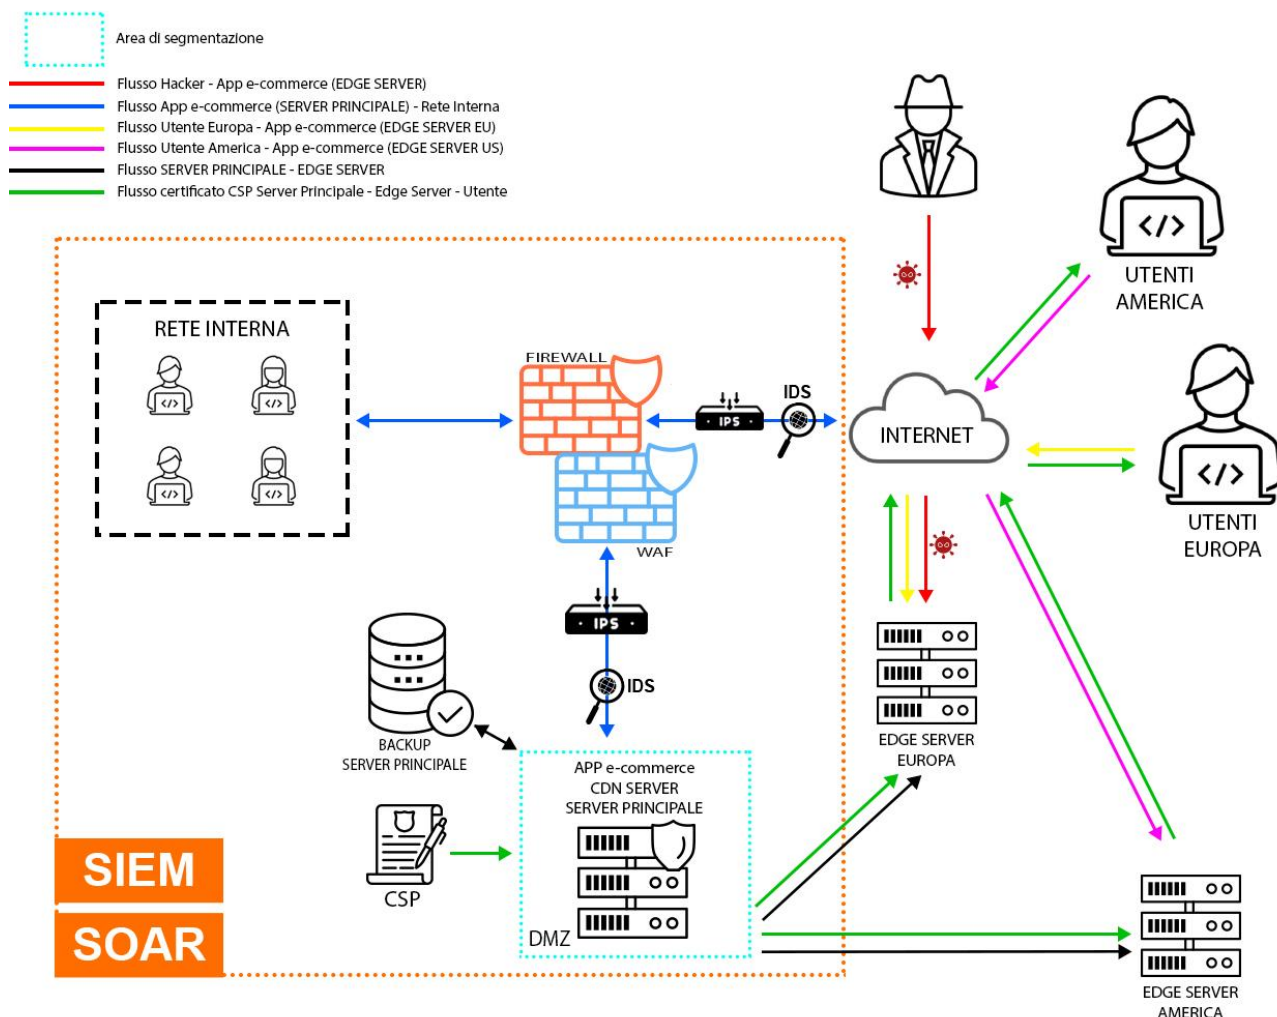 Area di segmentazione
Flusso Hacker - App e-commerce (EDGE SERVER)
Flusso App e-commerce (SERVER PRINCIPALE) - Rete Interna
Flusso Utente Europa - App e-commerce (EDGE SERVER EU)
Flusso Utente America - App e-commerce (EDGE SERVER US)
Flusso SERVER PRINCIPALE - EDGE SERVER
Flusso certificato CSP Server Principale - Edge Server - Utente
UTENTI
AMERICA
RETE INTERNA
FIREWALL
IPS
IDS
INTERNET
UTENTI
EUROPA
WAF
IPS
IDS
BACKUP
SERVER PRINCIPALE
EDGE SERVER
EUROPA
APP e-commerce
CDN SERVER
SERVER PRINCIPALE
CSP
DMZ
SIEM
SOAR
EDGE SERVER
AMERICA